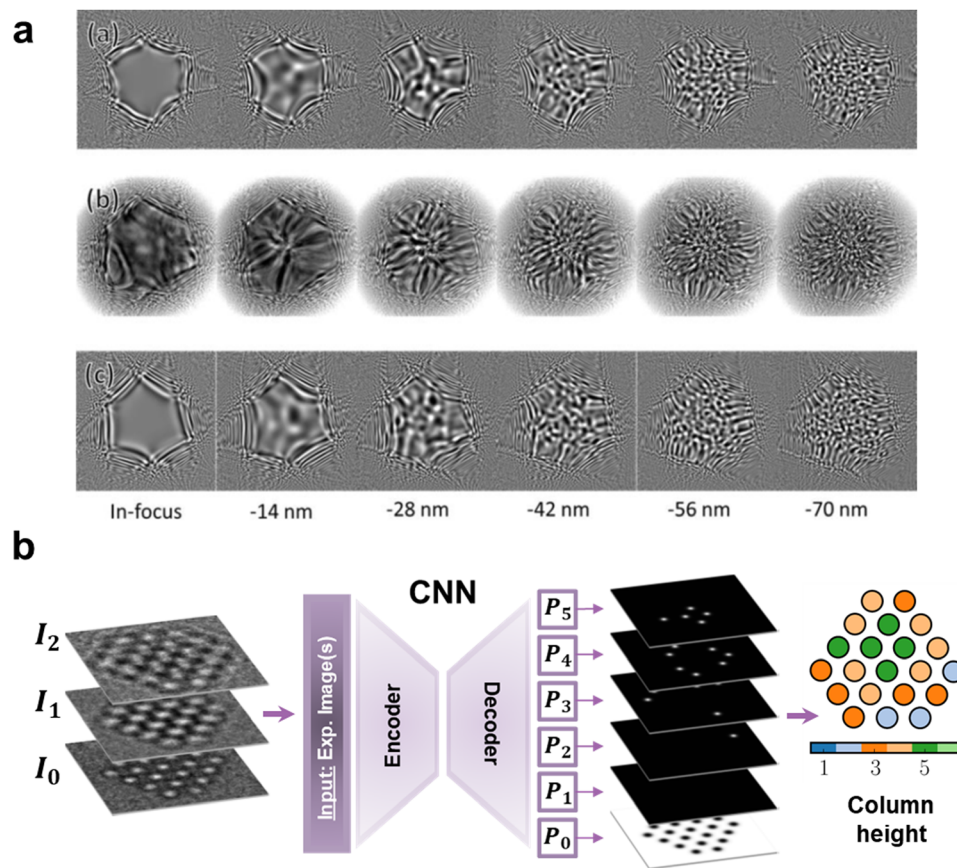 a
(a)
(b)
(c)
In-focus -14 nm -28 nm -42 nm -56 nm -70 nm
b
CNN
I2
I1
I0
Input: Exp. Image(s)
Encoder
Decoder
P5
P4
P3
P2
P1
P0
1 3 5
Column
height